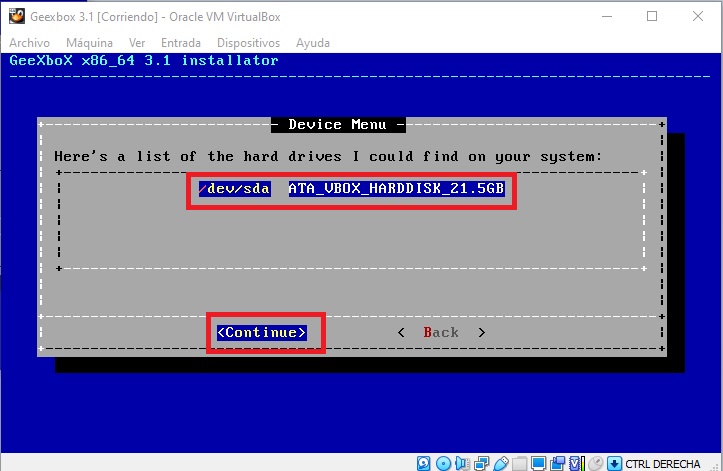 Geexbox 3.1 [Corriendo] - Oracle VM VirtualBox
Archivo Máquina Ver Entrada Dispositivos Ayuda
GeeXboX x86_64 3.1 installator
Device Menu
Here's a list of the hard drives I could find on your system:
/dev/sda ATA_VBOX_HARDDISK_21.5GB
<Continue> < Back >
CTRL DERECHA